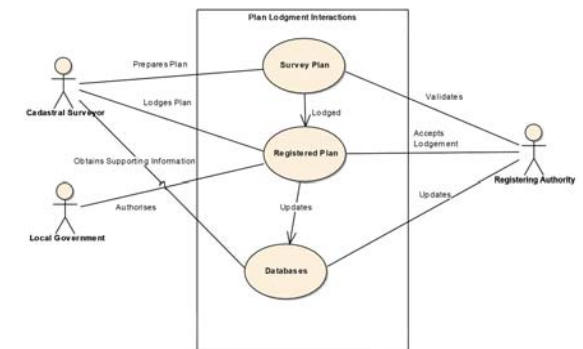 Plan Lodgment Interactions
Prepares Plan
Survey Plan
Validates
Lodges Plan
Cadastral Surveyor
Lodged
Accepts
Lodgement
Registered Plan
Obtains Supporting Information
Registering Authority
Authorises
Updates
Updates
Local Government
Databases